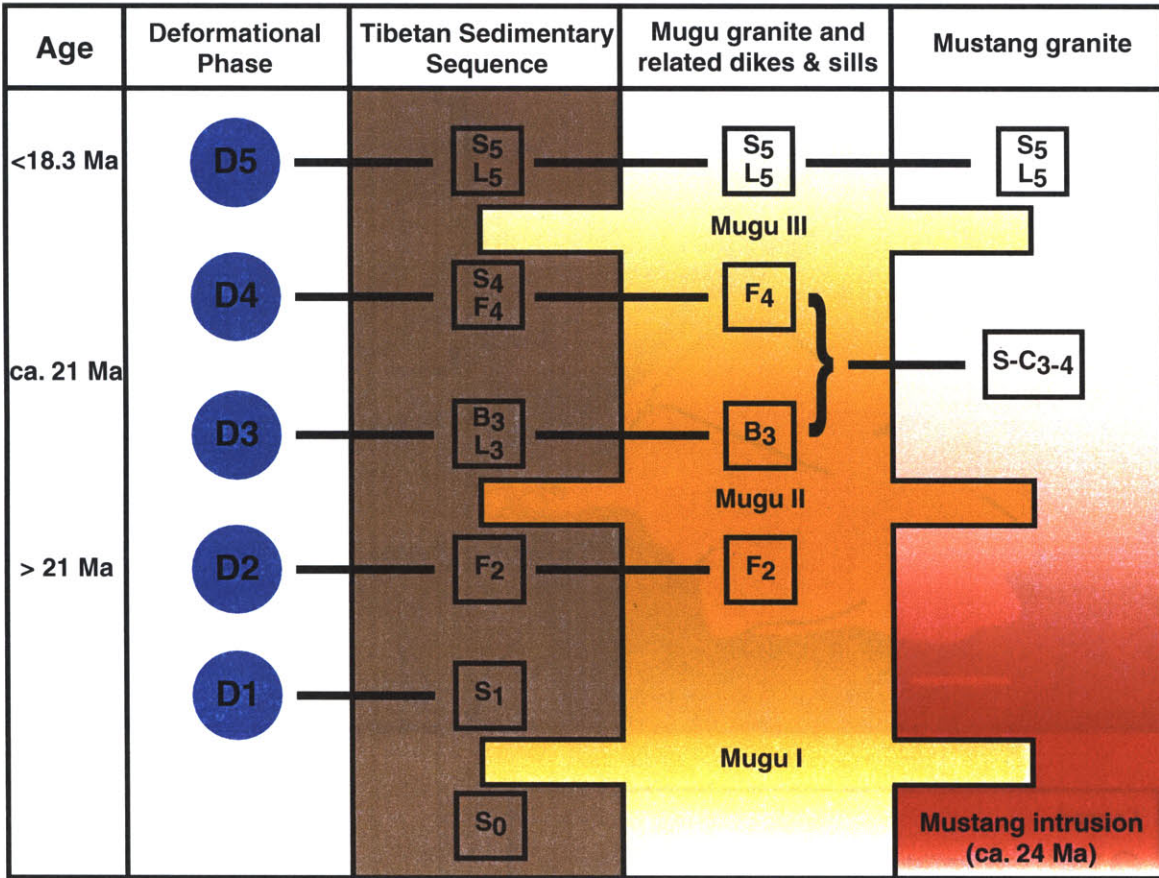 Age
Deformational
Phase
Tibetan Sedimentary
Sequence
Mugu granite and
related dikes & sills
Mustang granite
<18.3 Ma
D5
S5
L5
S5
L5
S5
L5
Mugu III
D4
S4
F4
F4
ca. 21 Ma
S-C3-4
D3
B3
L3
B3
Mugu II
> 21 Ma
D2
F2
F2
D1
S1
Mugu I
S0
Mustang intrusion
(ca. 24 Ma)